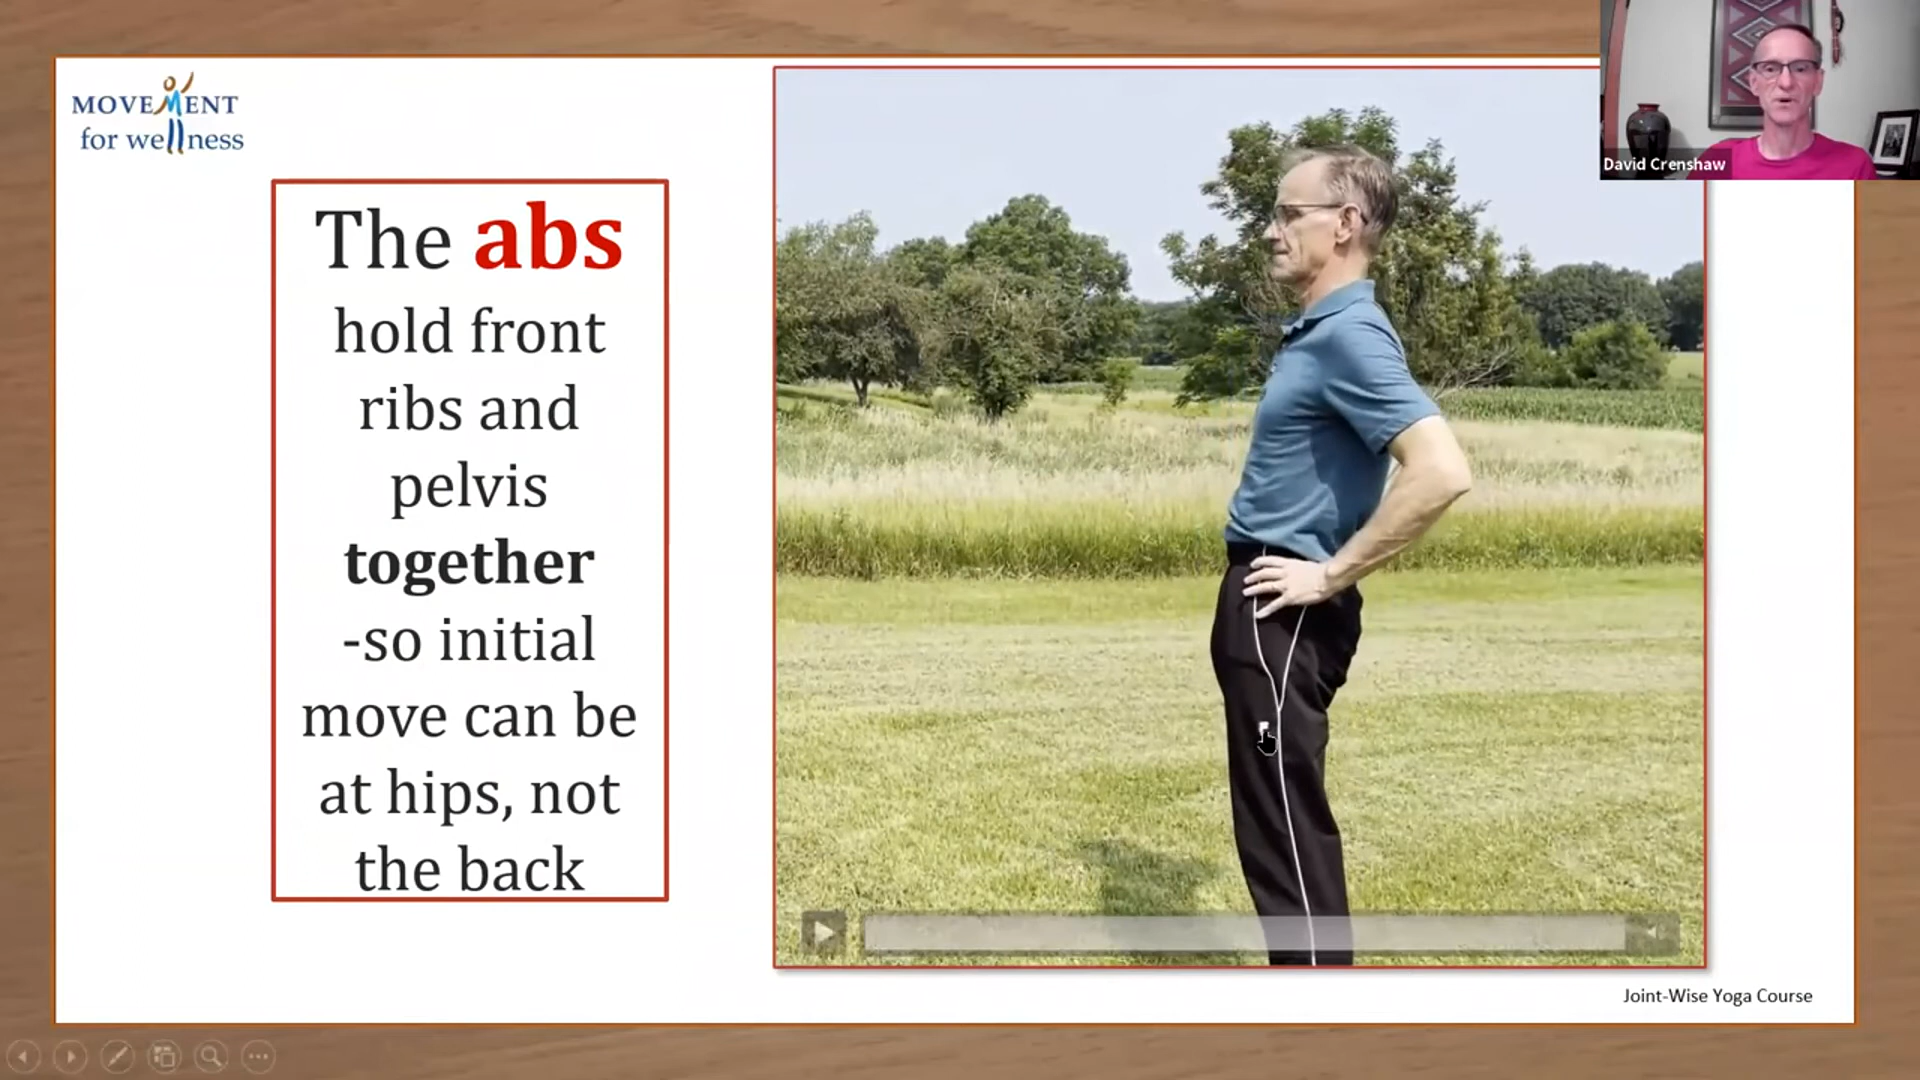 MOVEMENT
for wellness
The abs
hold front
ribs and
pelvis
together
-so initial
move can be
at hips, not
the back
David Crenshaw
Joint-Wise Yoga Course